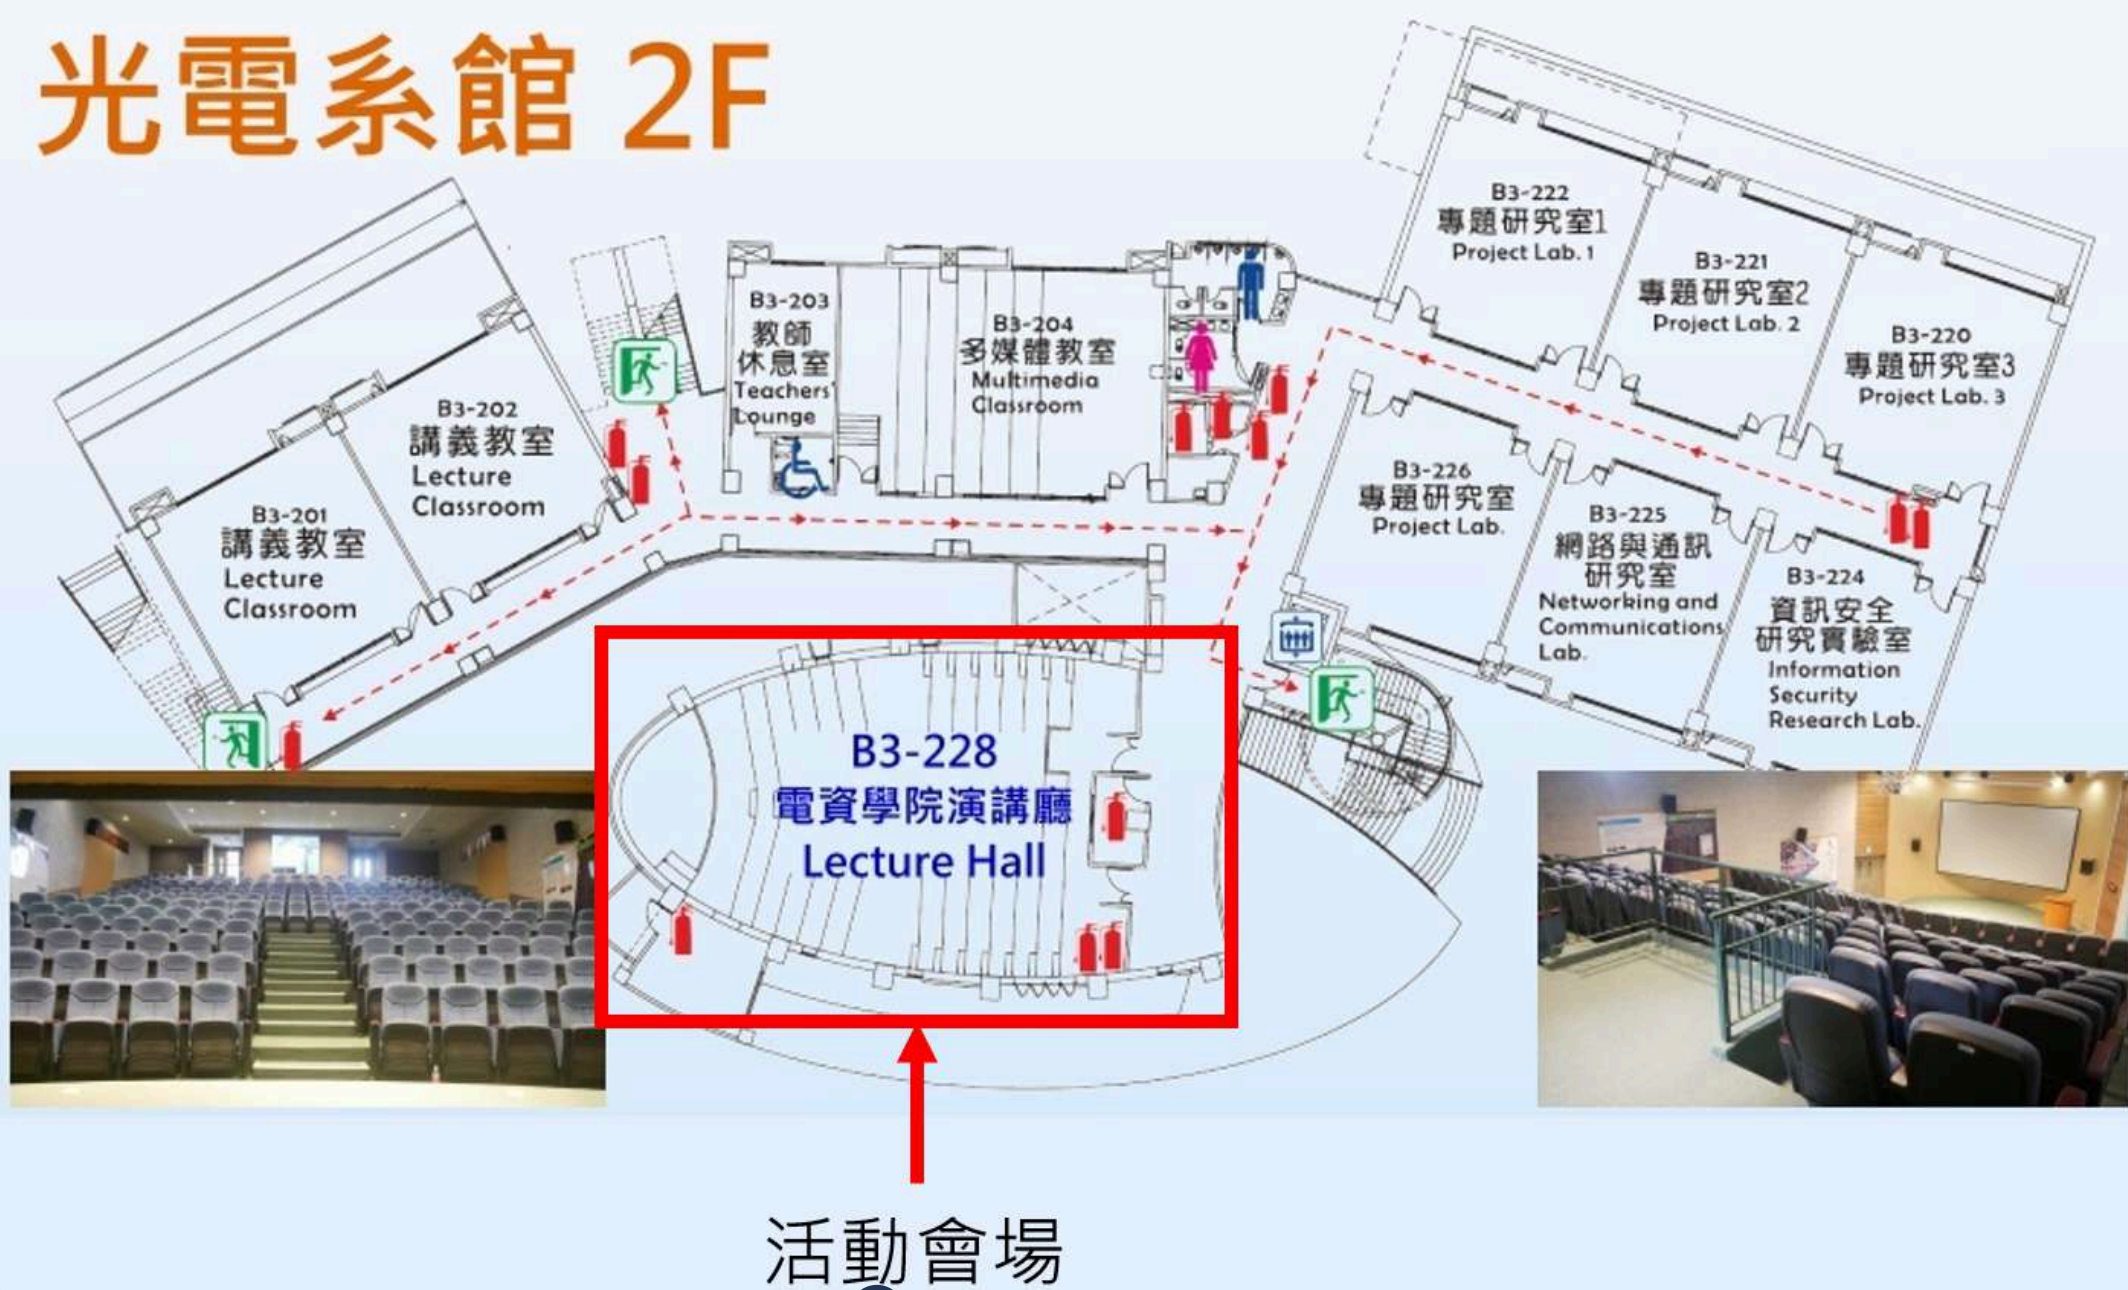 光電系館 2F
B3-222
專題研究室1
Project Lab. 1
B3-221
專題研究室2
Project Lab. 2
B3-220
專題研究室3
Project Lab. 3
B3-203
教師
休息室
Teachers'
Lounge
B3-204
多媒體教室
Multimedia
Classroom
B3-202
講義教室
Lecture
Classroom
B3-201
講義教室
Lecture
Classroom
B3-226
專題研究室
Project Lab.
B3-225
網路與通訊
研究室
Networking and
Communications
Lab.
B3-224
資訊安全
研究實驗室
Information
Security
Research Lab.
B3-228
電資學院演講廳
Lecture Hall
活動會場